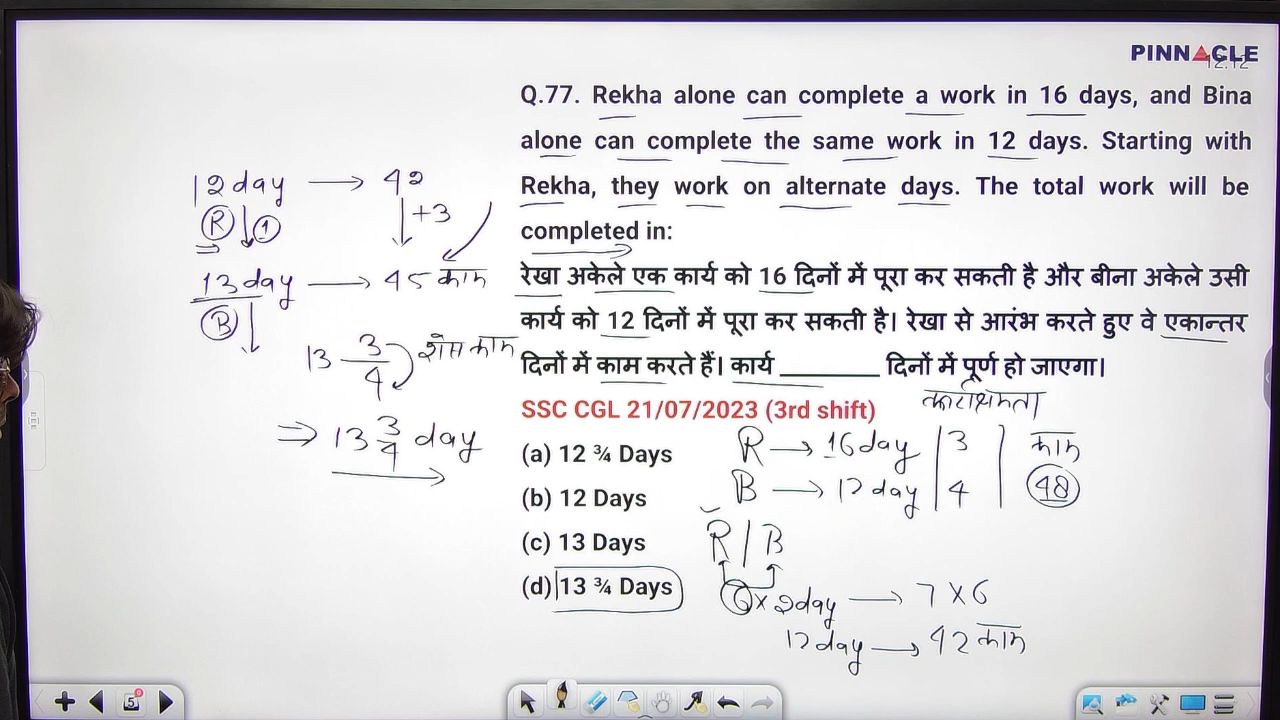 PINNACLE
12:12
Q.77. Rekha alone can complete a work in 16 days, and Bina
alone can complete the same work in 12 days. Starting with
Rekha, they work on alternate days. The total work will be
completed in:
रेखा अकेले एक कार्य को 16 दिनों में पूरा कर सकती है और बीना अकेले उसी
कार्य को 12 दिनों में पूरा कर सकती है। रेखा से आरंभ करते हुए वे एकान्तर
दिनों में काम करते हैं। कार्य ________ दिनों में पूर्ण हो जाएगा।
SSC CGL 21/07/2023 (3rd shift)
(a) 12 ¾ Days
(b) 12 Days
(c) 13 Days
(d) 13 ¾ Days
कार्यक्षमता
R → 16 day | 3
B → 12 day | 4
काम
48
R / B
6 × 2 day → 7 × 6
12 day → 42 काम
12 day → 42
R ↓ 1 ↓ +3
13 day → 45 काम
B ↓
13 3/4 शेष काम
⇒ 13 3/4 day
5